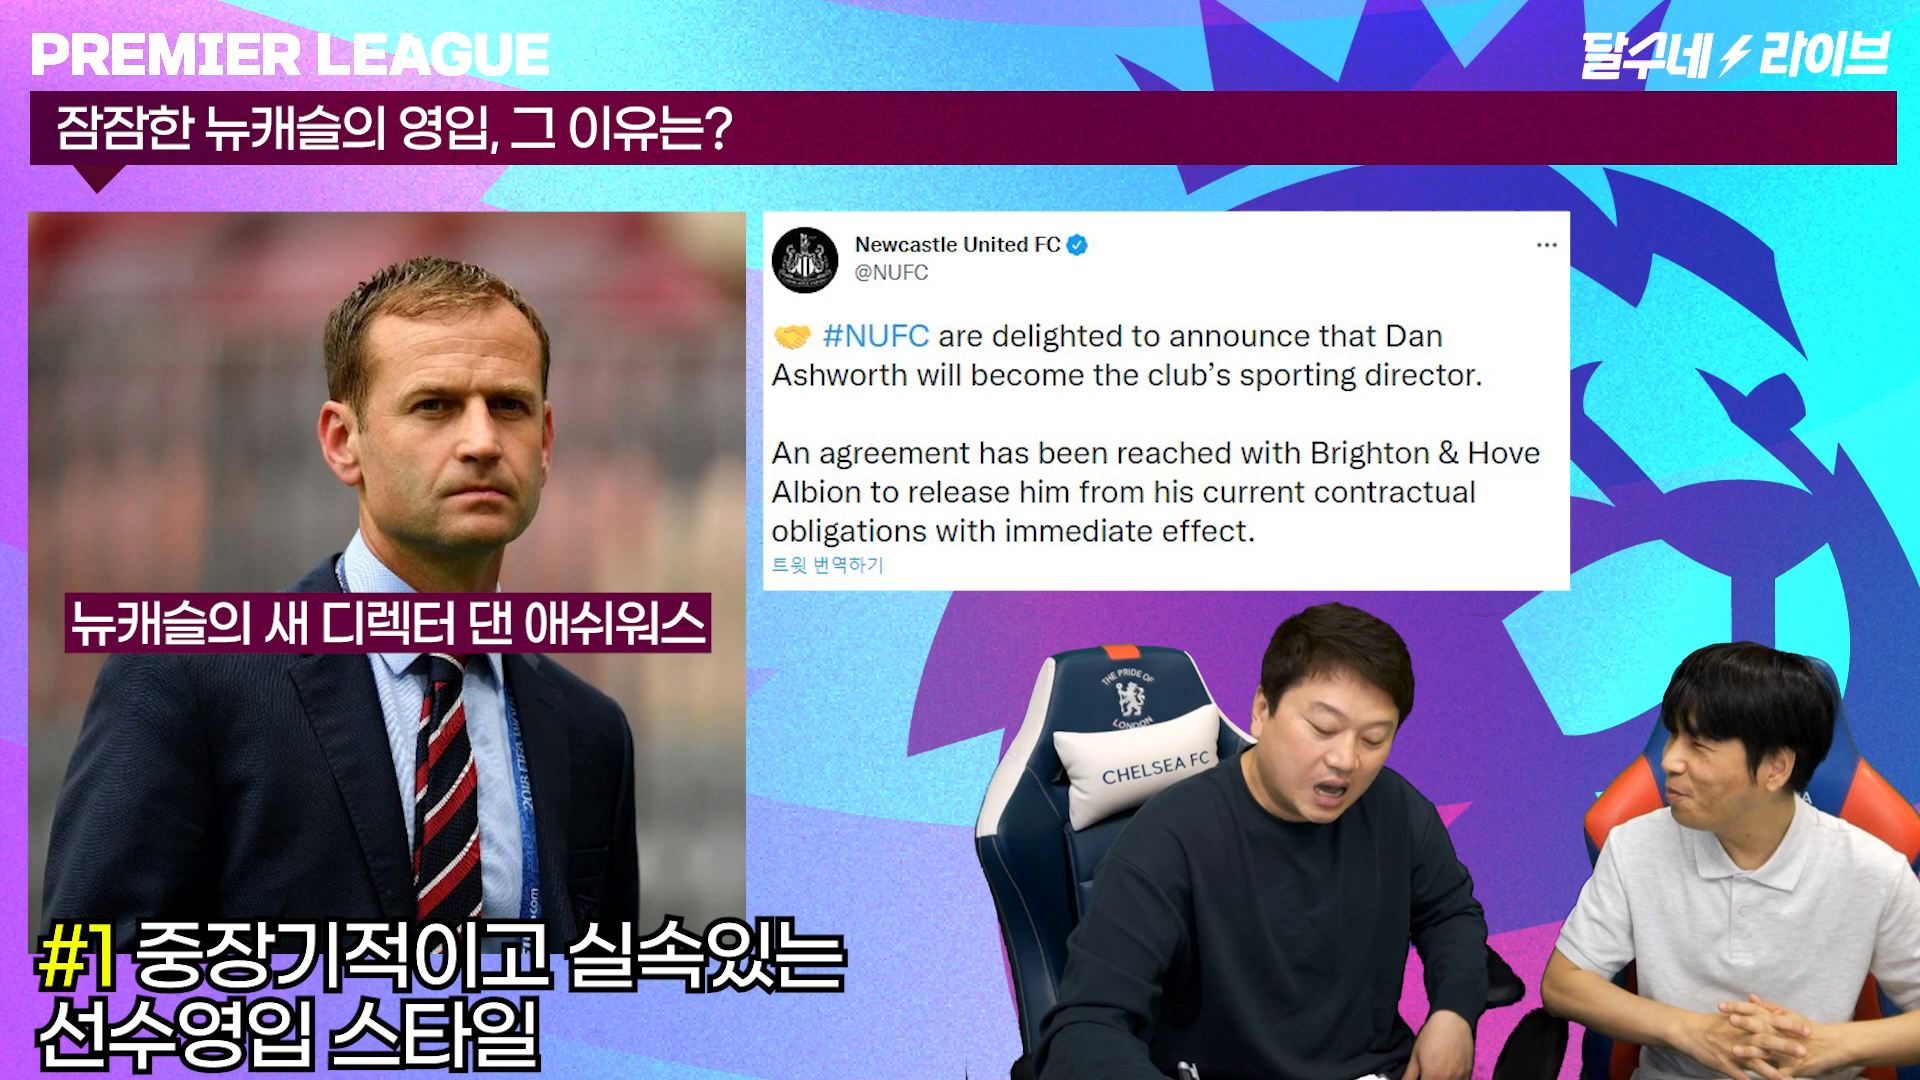 PREMIER LEAGUE
달수네 라이브
잠잠한 뉴캐슬의 영입, 그 이유는?
Newcastle United FC
@NUFC
#NUFC are delighted to announce that Dan
Ashworth will become the club's sporting director.
An agreement has been reached with Brighton & Hove
Albion to release him from his current contractual
obligations with immediate effect.
트윗 번역하기
뉴캐슬의 새 디렉터 댄 애쉬워스
2018 FIFA WOR
.com
THE PRIDE OF
LONDON
CHELSEA FC
#1 중장기적이고 실속있는
선수영입 스타일